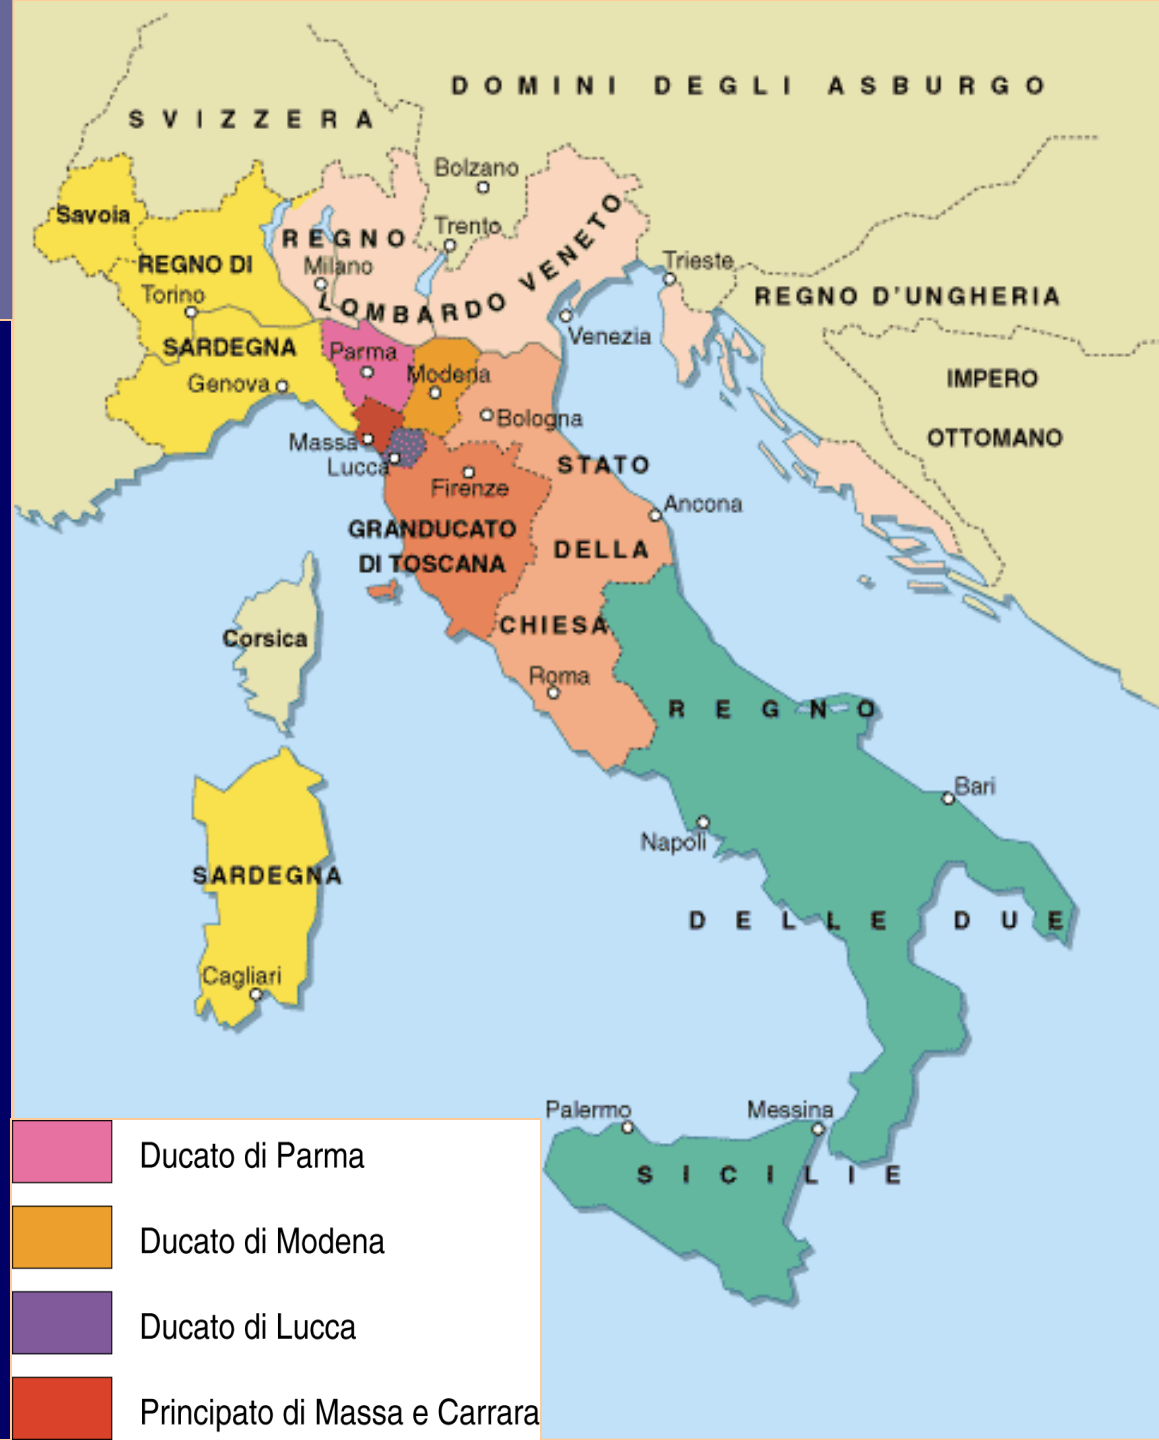 DOMINI DEGLI ASBURGO
SVIZZERA
Bolzano
Savoia
Trento
REGNO
LOMBARDO VENETO
Milano
REGNO DI
SARDEGNA
Torino
Genova
Trieste
REGNO D'UNGHERIA
Venezia
Parma
Modena
IMPERO
OTTOMANO
Bologna
Massa
Lucca
Firenze
GRANDUCATO
DI TOSCANA
STATO
DELLA
CHIESA
Ancona
Roma
Corsica
REGNO
DELLE DUE
SICILIE
Bari
Napoli
SARDEGNA
Cagliari
Palermo
Messina
Ducato di Parma
Ducato di Modena
Ducato di Lucca
Principato di Massa e Carrara